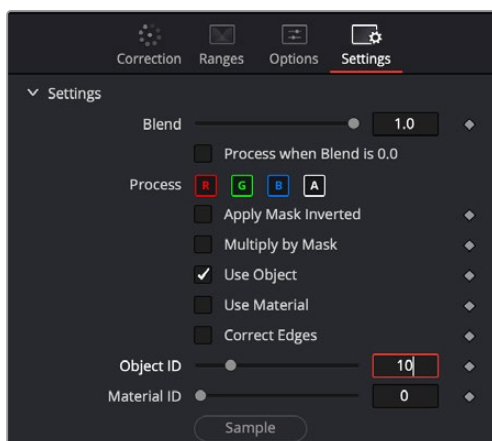 Correction Ranges Options Settings
Settings
Blend 1.0
Process when Blend is 0.0
Process R G B A
Apply Mask Inverted
Multiply by Mask
Use Object
Use Material
Correct Edges
Object ID 10
Material ID 0
Sample